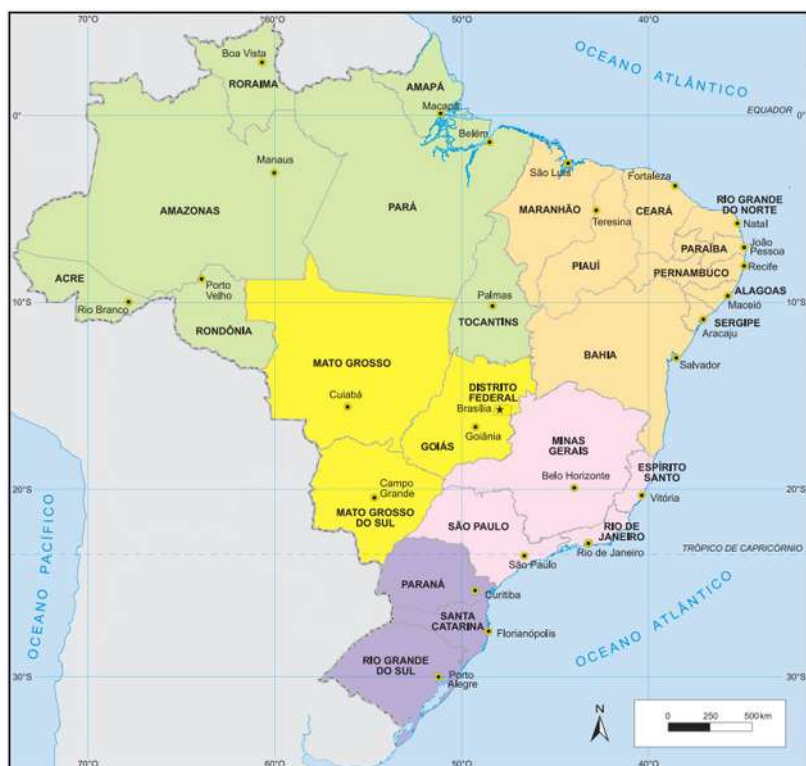 70°O
60°O
50°O
40°O
OCEANO ATLÂNTICO
Boa Vista
RORAIMA
AMAPÁ
Macapá
EQUADOR
0°
0°
Belém
São Luís
Fortaleza
Manaus
AMAZONAS
PARÁ
MARANHÃO
CEARÁ
RIO GRANDE
DO NORTE
Natal
Teresina
PARAÍBA
João
Pessoa
PIAUÍ
PERNAMBUCO
Recife
ACRE
Porto
Velho
Rio Branco
ALAGOAS
Maceió
10°S
10°S
Palmas
TOCANTINS
SERGIPE
Aracaju
RONDÔNIA
BAHIA
Salvador
MATO GROSSO
Cuiabá
DISTRITO
FEDERAL
Brasília
Goiânia
GOIÁS
MINAS
GERAIS
Belo Horizonte
ESPÍRITO
SANTO
Vitória
20°S
20°S
Campo
Grande
MATO GROSSO
DO SUL
SÃO PAULO
RIO DE
JANEIRO
Rio de Janeiro
São Paulo
TRÓPICO DE CAPRICÓRNIO
OCEANO PACÍFICO
PARANÁ
Curitiba
OCEANO ATLÂNTICO
SANTA
CATARINA
Florianópolis
RIO GRANDE
DO SUL
Porto
Alegre
30°S
30°S
N
0 250 500 km
70°O
50°O
40°O